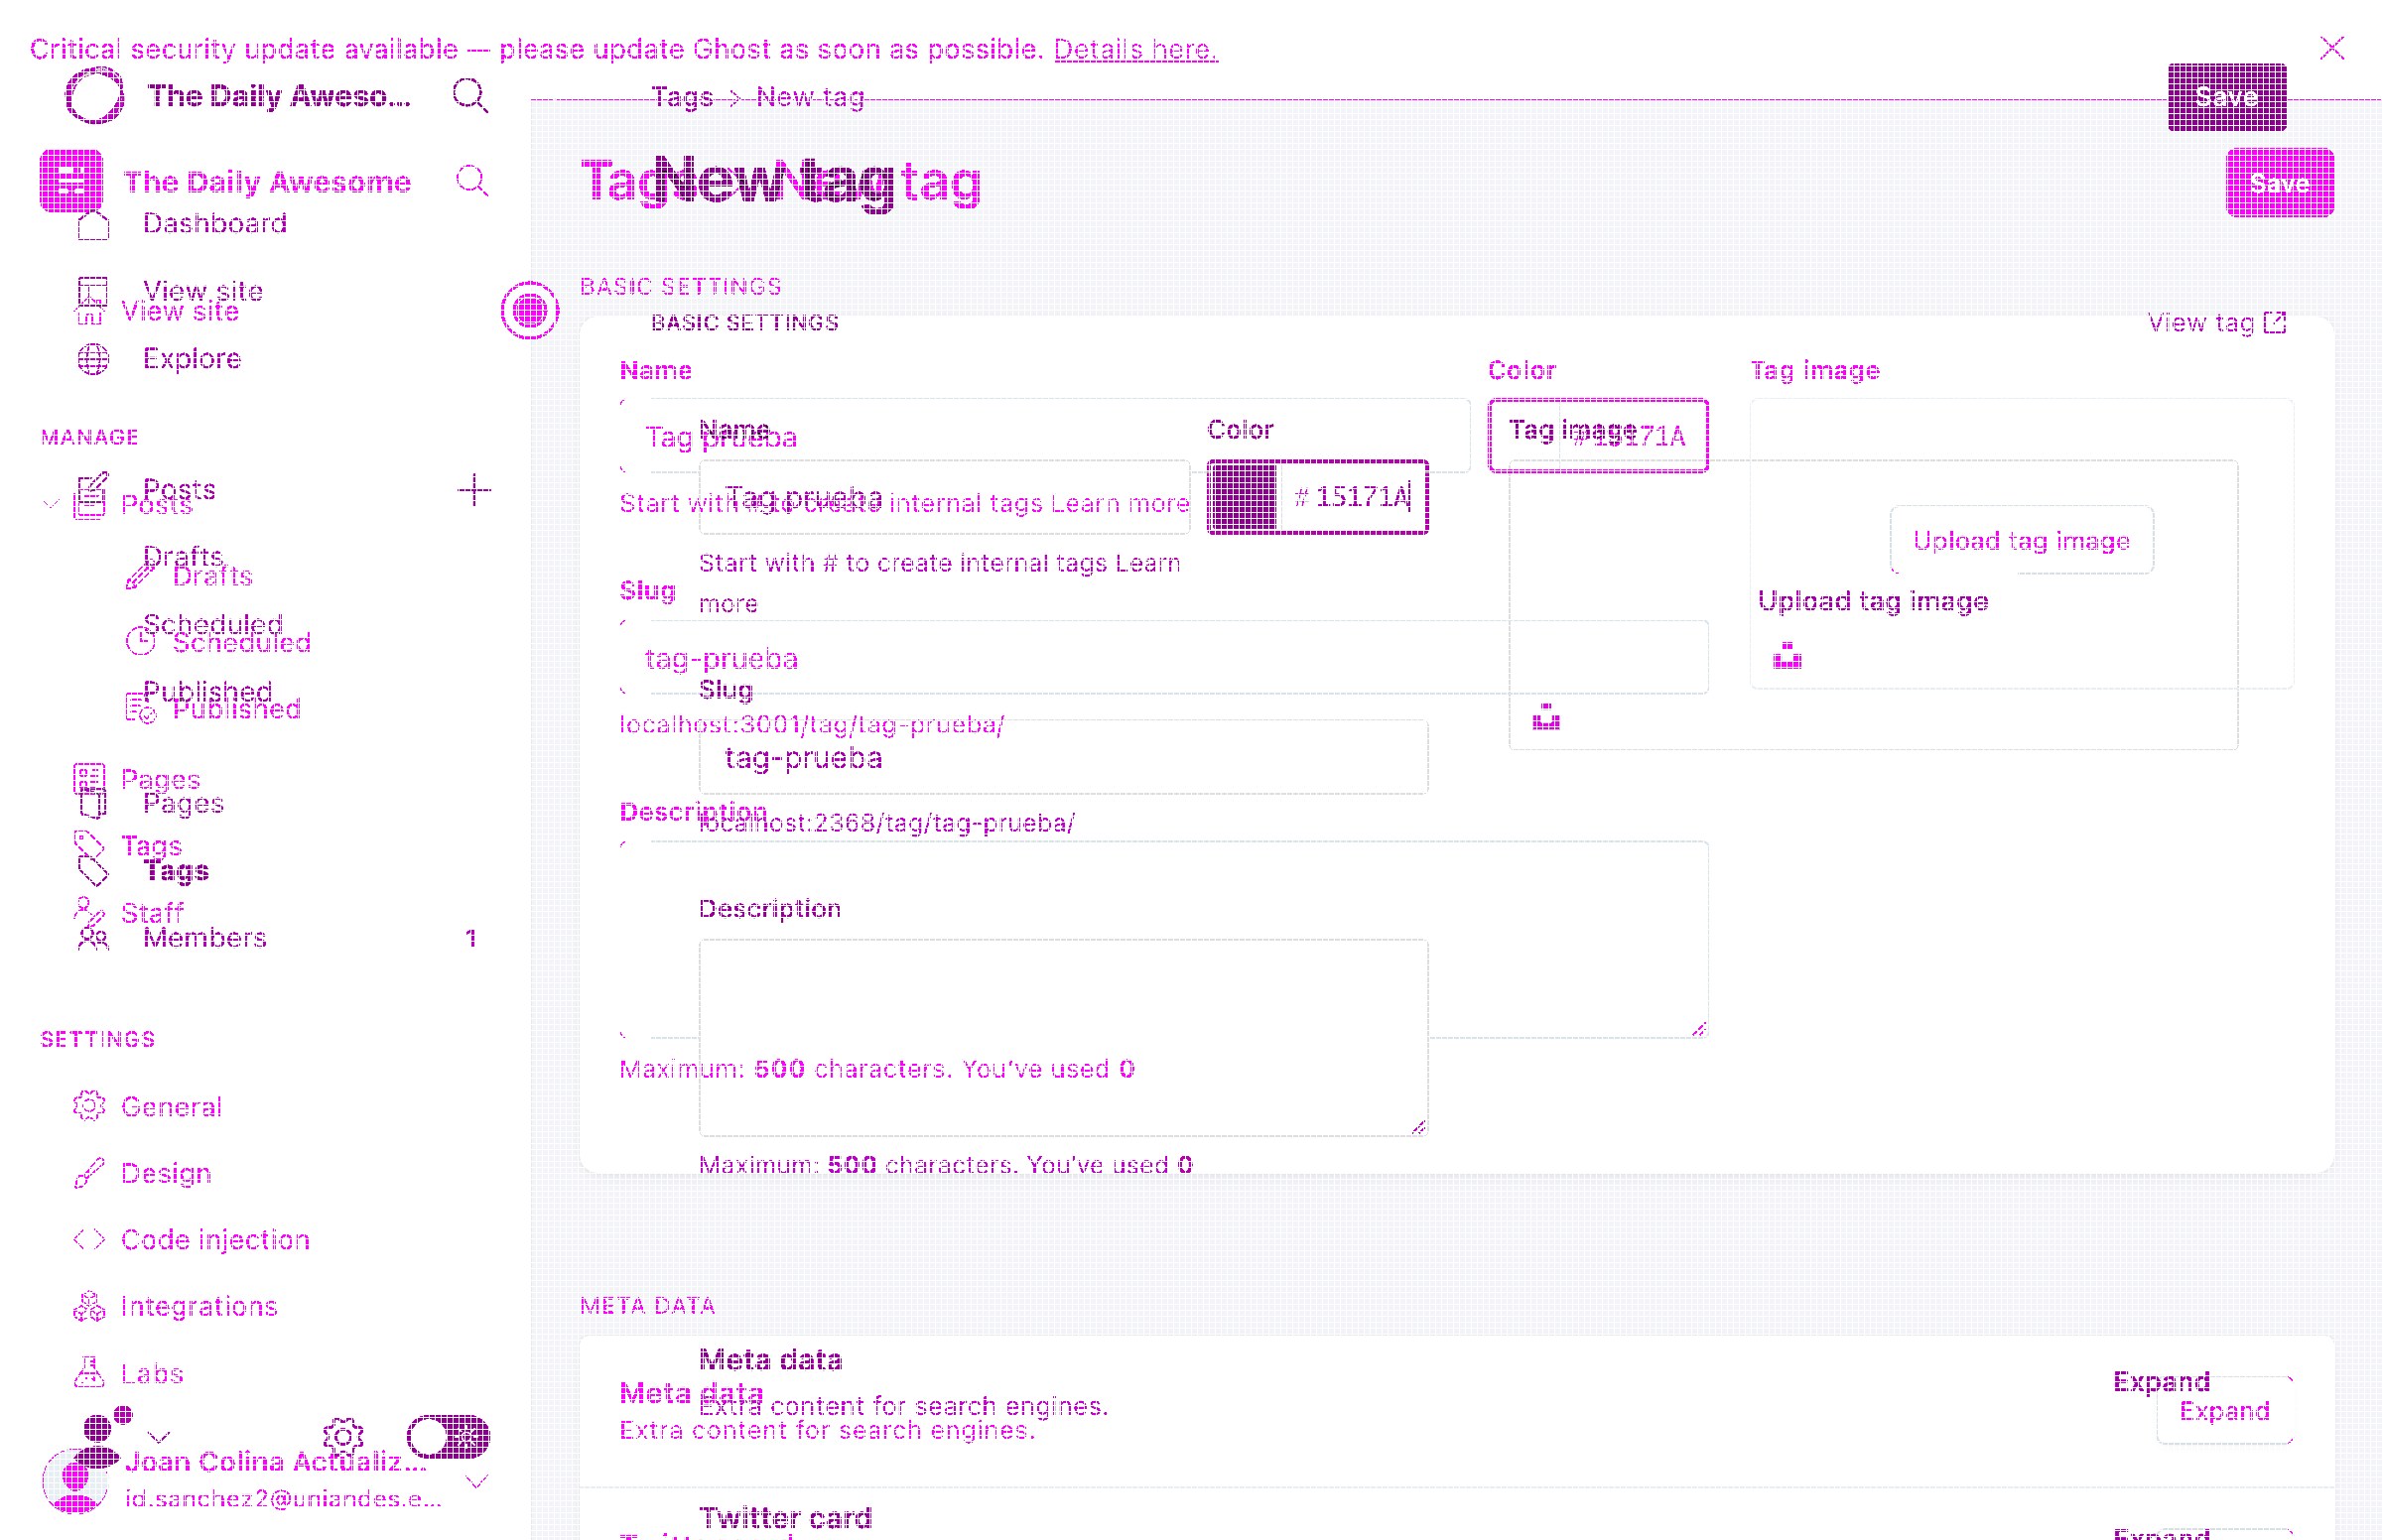 Critical security update available — please update Ghost as soon as possible. Details here.
The Daily Aweso...
Tags > New tag
Save
The Daily Awesome
Tags > New tag
New tag
Save
Dashboard
View site
View site
Explore
BASIC SETTINGS
BASIC SETTINGS
View tag
Name
Color
Tag image
MANAGE
Tag prueba
Name
Color
Tag image
# 15171A
Posts
Posts
Start with # to create internal tags Learn more
Tag prueba
# 15171A
Upload tag image
Drafts
Drafts
Start with # to create internal tags Learn
more
Slug
Upload tag image
Scheduled
Scheduled
tag-prueba
Published
Published
Slug
localhost:3001/tag/tag-prueba/
tag-prueba
Pages
Pages
Description
localhost:2368/tag/tag-prueba/
Tags
Tags
Staff
Description
Members
1
SETTINGS
Maximum: 500 characters. You've used 0
General
Maximum: 500 characters. You've used 0
Design
Code injection
Integrations
META DATA
Labs
Meta data
Expand
Meta data
Extra content for search engines.
Expand
Extra content for search engines.
Joan Colina Actualiz...
id.sanchez2@uniandes.e...
Twitter card
Expand